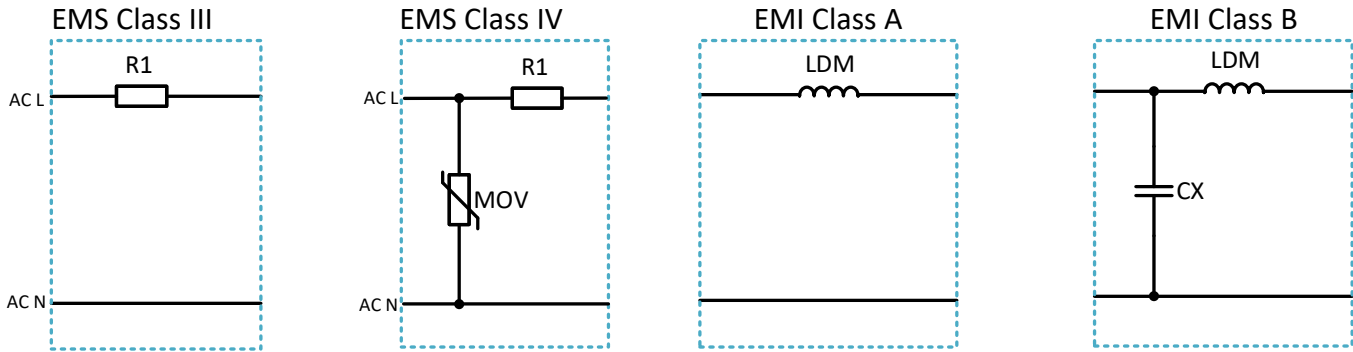 EMS Class III
EMS Class IV
EMI Class A
EMI Class B
R1
AC L
AC N
R1
AC L
MOV
AC N
LDM
LDM
CX